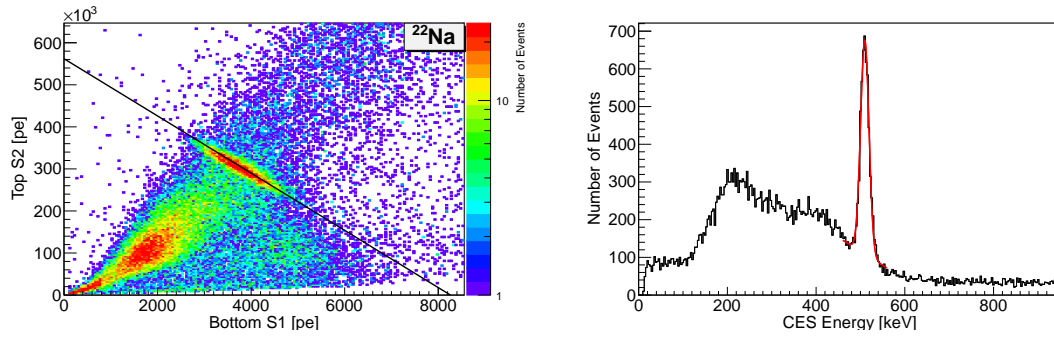 ×10³
600
500
400
300
200
100
0
Top S2 [pe]
0 2000 4000 6000 8000
Bottom S1 [pe]
²²Na
10
1
Number of Events
700
600
500
400
300
200
100
0
Number of Events
0 200 400 600 800
CES Energy [keV]